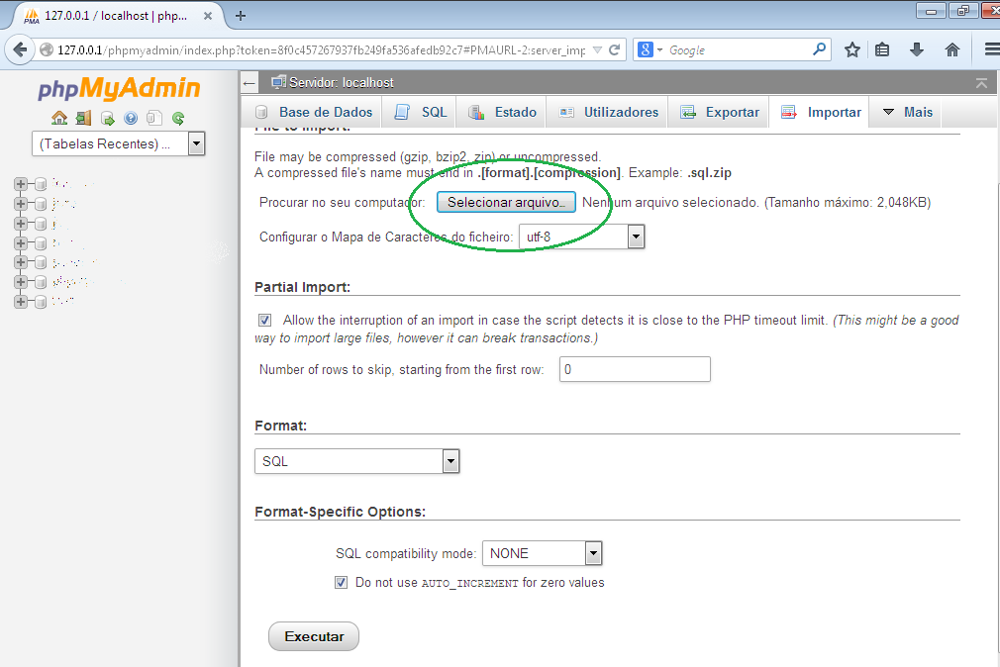 127.0.0.1 / localhost | php...
127.0.0.1/phpmyadmin/index.php?token=8f0c457267937fb249fa536afedb92c7#PMAURL-2:server_imp
Google
phpMyAdmin
(Tabelas Recentes) ...
Servidor: localhost
Base de Dados SQL Estado Utilizadores Exportar Importar Mais
File to Import:
File may be compressed (gzip, bzip2, zip) or uncompressed.
A compressed file's name must end in .[format].[compression]. Example: .sql.zip
Procurar no seu computador: Selecionar arquivo... Nenhum arquivo selecionado. (Tamanho máximo: 2,048KB)
Configurar o Mapa de Caracteres do ficheiro: utf-8
Partial Import:
Allow the interruption of an import in case the script detects it is close to the PHP timeout limit. (This might be a good
way to import large files, however it can break transactions.)
Number of rows to skip, starting from the first row: 0
Format:
SQL
Format-Specific Options:
SQL compatibility mode: NONE
Do not use AUTO_INCREMENT for zero values
Executar